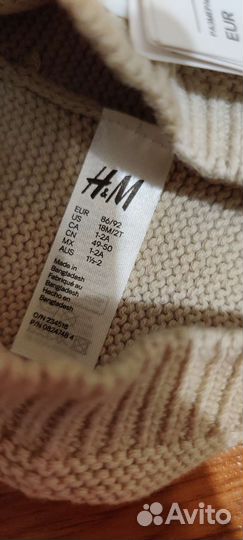 EUR
H&M
EUR 86/92
US 18M/2T
CA 1-2A
CN 49-50
MX 1-2A
AUS 1½-2
Made in
Bangladesh
Fabriqué au
Bangladesh
Hecho en
Bangladesh
O/N 234518
Avito